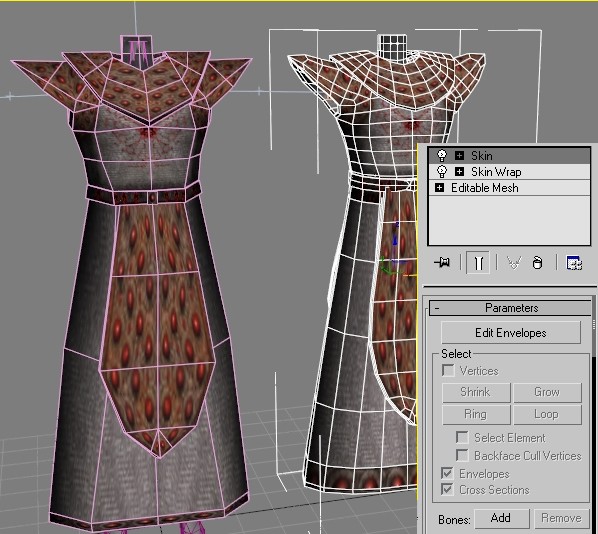 Skin
Skin Wrap
Editable Mesh
- Parameters
Edit Envelopes
Select
Vertices
Shrink Grow
Ring Loop
Select Element
Backface Cull Vertices
Envelopes
Cross Sections
Bones: Add Remove